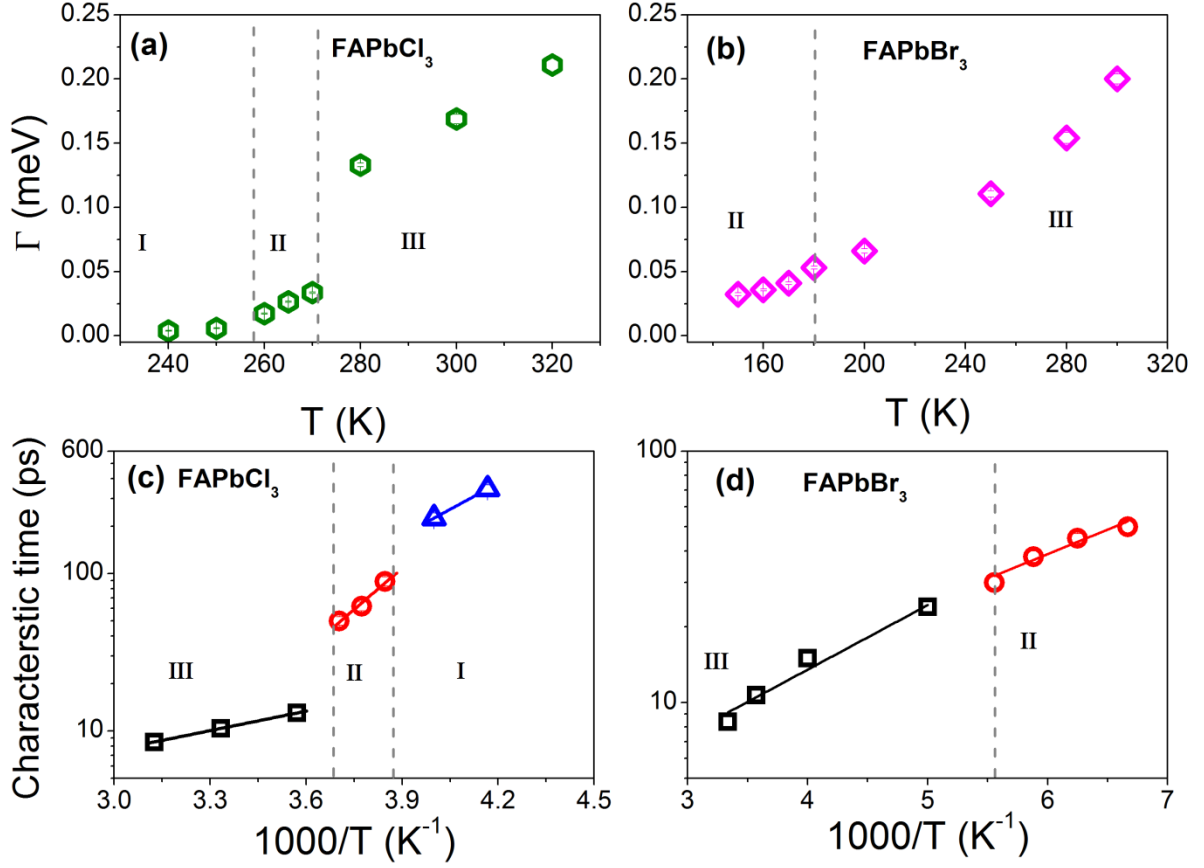 (a)
FAPbCl3
Γ (meV)
0.25
0.20
0.15
0.10
0.05
0.00
I
II
III
240
260
280
300
320
T (K)
(b)
FAPbBr3
0.25
0.20
0.15
0.10
0.05
0.00
II
III
160
200
240
280
320
T (K)
(c) FAPbCl3
Characterstic time (ps)
600
100
10
III
II
I
3.0
3.3
3.6
3.9
4.2
4.5
1000/T (K-1)
(d)
FAPbBr3
100
10
III
II
3
4
5
6
7
1000/T (K-1)